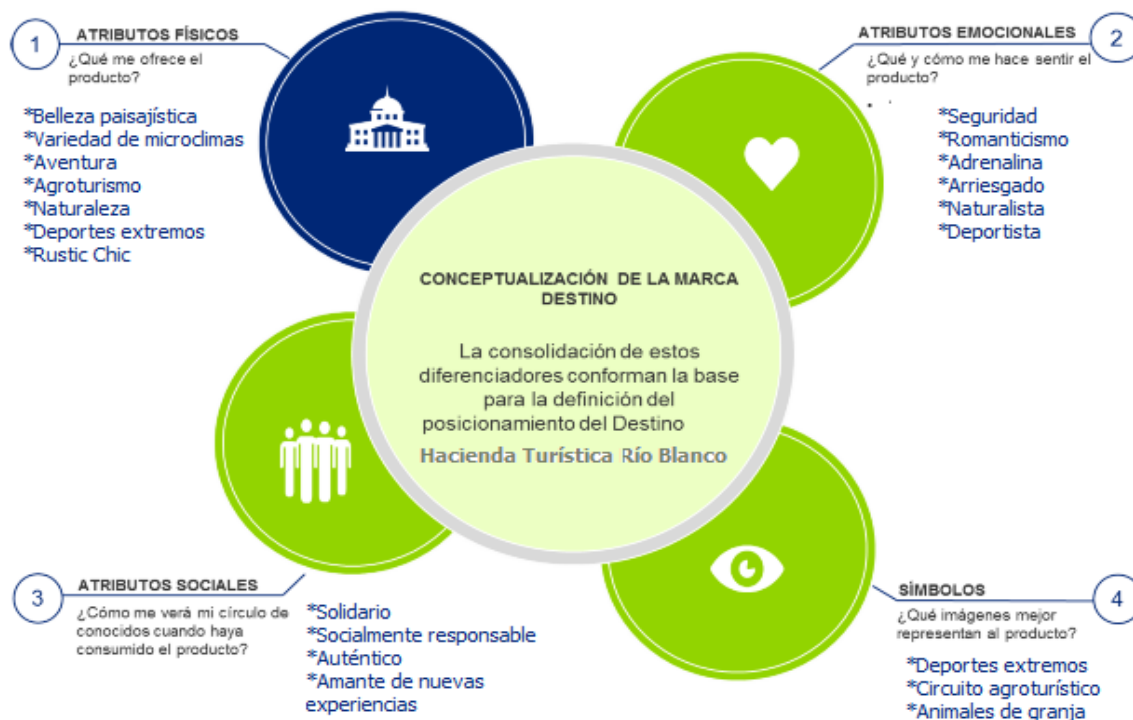 1
ATRIBUTOS FÍSICOS
¿Qué me ofrece el
producto?
*Belleza paisajística
*Variedad de microclimas
*Aventura
*Agroturismo
*Naturaleza
*Deportes extremos
*Rustic Chic
2
ATRIBUTOS EMOCIONALES
¿Qué y cómo me hace sentir el
producto?
*Seguridad
*Romanticismo
*Adrenalina
*Arriesgado
*Naturalista
*Deportista
CONCEPTUALIZACIÓN DE LA MARCA
DESTINO
La consolidación de estos
diferenciadores conforman la base
para la definición del
posicionamiento del Destino
Hacienda Turística Río Blanco
3
ATRIBUTOS SOCIALES
¿Cómo me verá mi círculo de
conocidos cuando haya
consumido el producto?
*Solidario
*Socialmente responsable
*Auténtico
*Amante de nuevas
experiencias
4
SÍMBOLOS
¿Qué imágenes mejor
representan al producto?
*Deportes extremos
*Circuito agroturístico
*Animales de granja